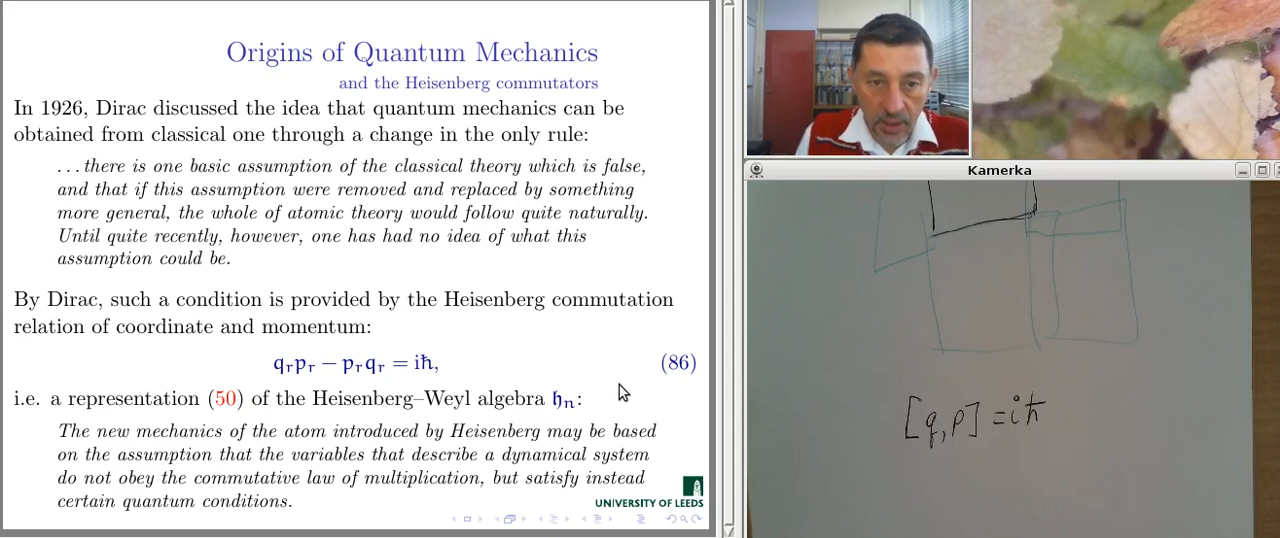 Origins of Quantum Mechanics
and the Heisenberg commutators
In 1926, Dirac discussed the idea that quantum mechanics can be
obtained from classical one through a change in the only rule:
...there is one basic assumption of the classical theory which is false,
and that if this assumption were removed and replaced by something
more general, the whole of atomic theory would follow quite naturally.
Until quite recently, however, one has had no idea of what this
assumption could be.
By Dirac, such a condition is provided by the Heisenberg commutation
relation of coordinate and momentum:
qᵣpᵣ − pᵣqᵣ = iħ, (86)
i.e. a representation (50) of the Heisenberg–Weyl algebra 𝔥ₙ:
The new mechanics of the atom introduced by Heisenberg may be based
on the assumption that the variables that describe a dynamical system
do not obey the commutative law of multiplication, but satisfy instead
certain quantum conditions.
UNIVERSITY OF LEEDS
Kamerka
[q,p] = iħ